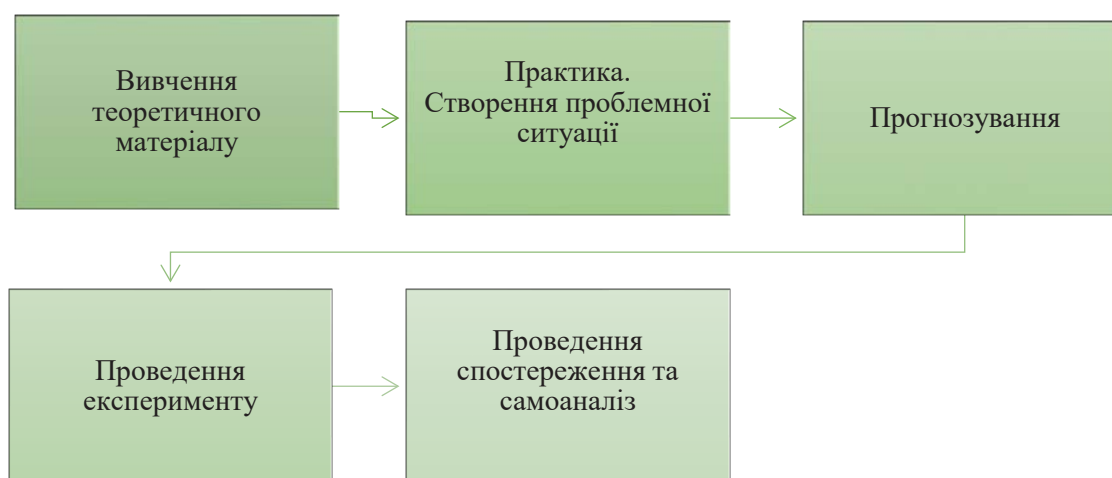 Вивчення
теоретичного
матеріалу
Практика.
Створення проблемної
ситуації
Прогнозування
Проведення
експерименту
Проведення
спостереження та
самоаналіз